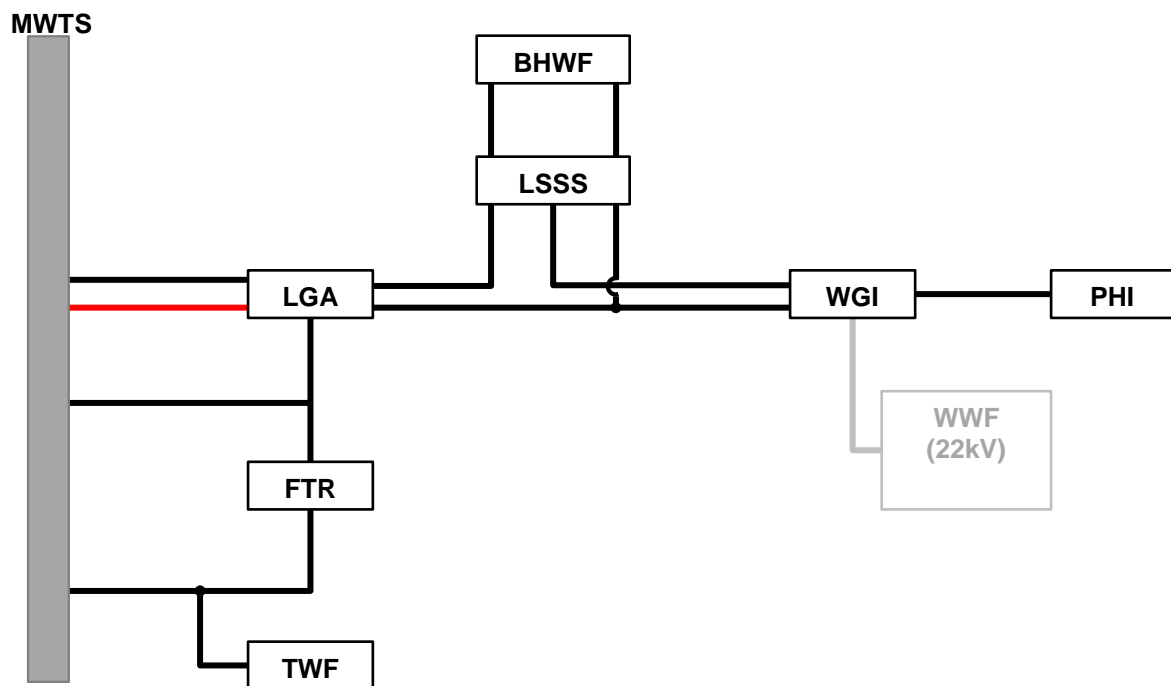 MWTS
BHWF
LSSS
LGA
WGI
PHI
WWF
(22kV)
FTR
TWF